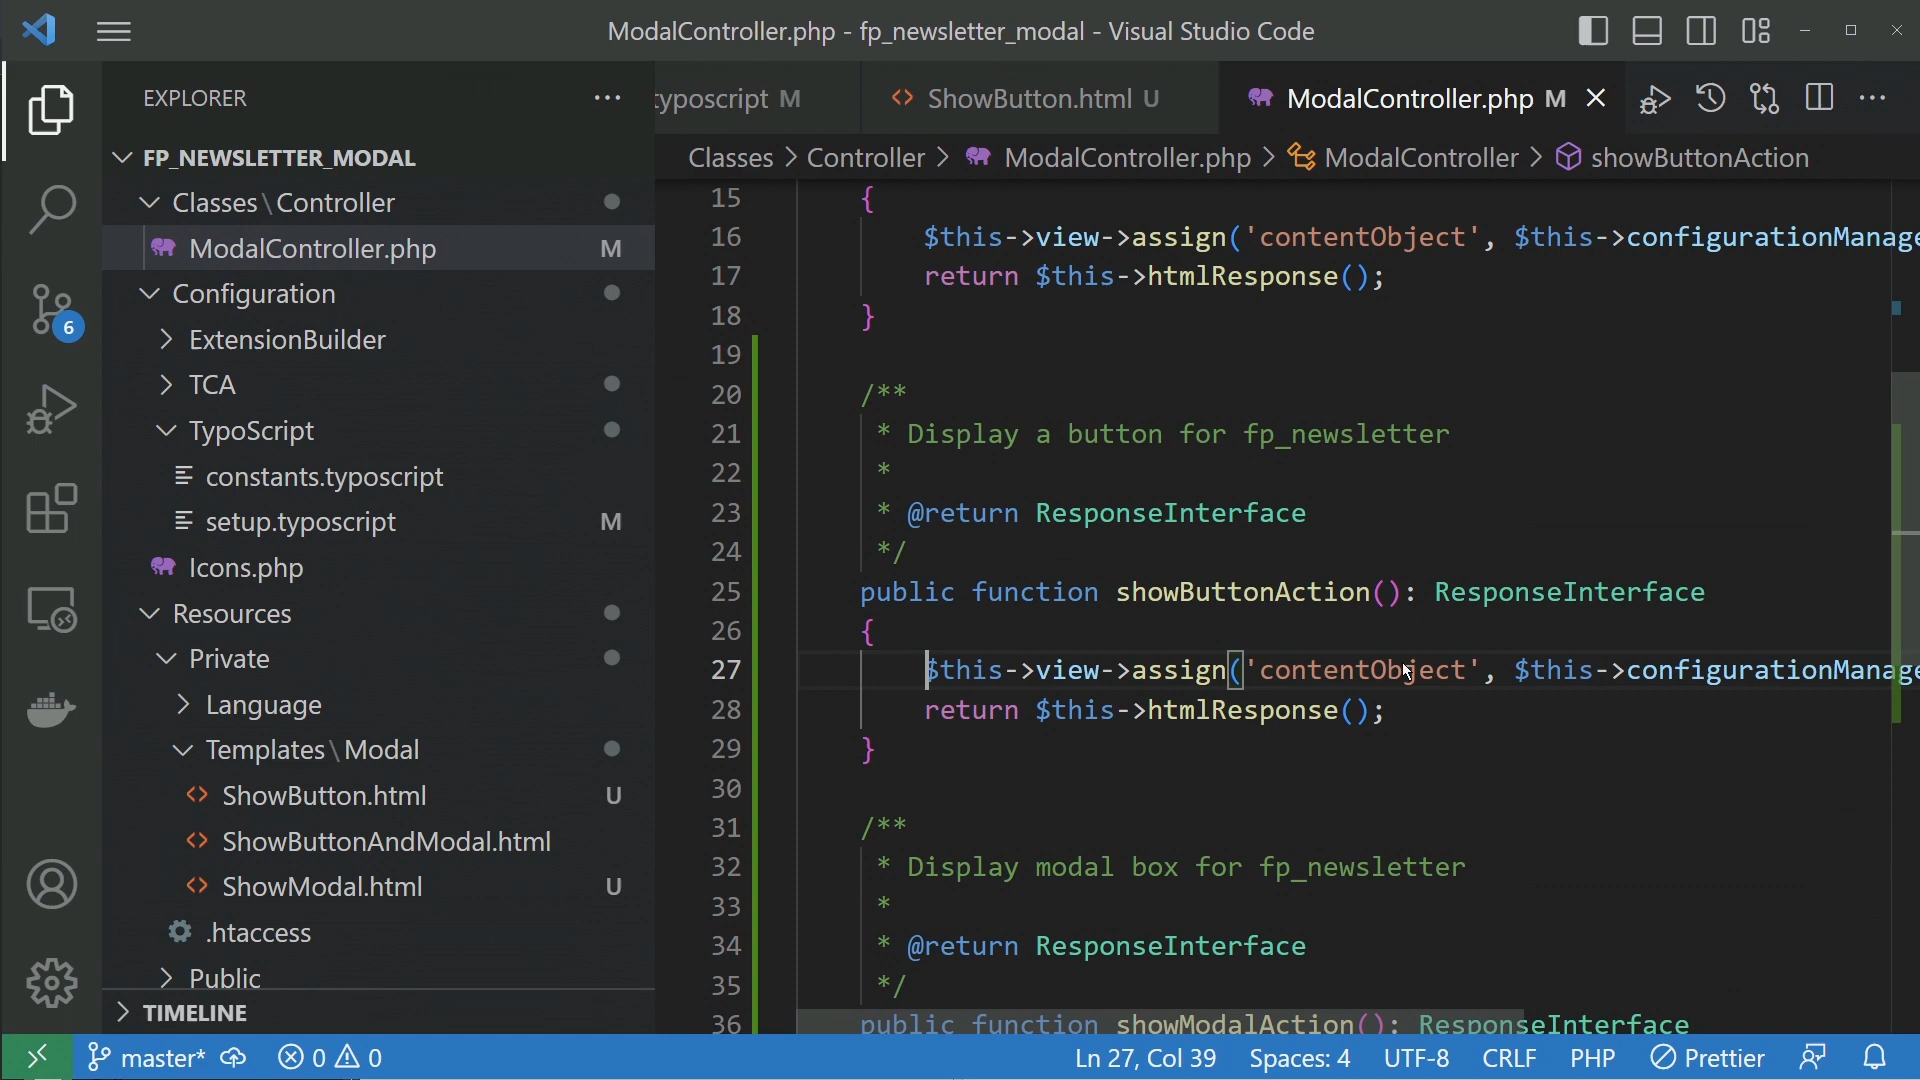 ModalController.php - fp_newsletter_modal - Visual Studio Code
EXPLORER
FP_NEWSLETTER_MODAL
Classes\Controller
ModalController.php M
Configuration
ExtensionBuilder
TCA
TypoScript
constants.typoscript
setup.typoscript M
Icons.php
Resources
Private
Language
Templates\Modal
ShowButton.html U
ShowButtonAndModal.html
ShowModal.html U
.htaccess
Public
TIMELINE
6
typoscript M
ShowButton.html U
ModalController.php M
Classes > Controller > ModalController.php > ModalController > showButtonAction
15 {
16 $this->view->assign('contentObject', $this->configurationManage
17 return $this->htmlResponse();
18 }
19
20 /**
21 * Display a button for fp_newsletter
22 *
23 * @return ResponseInterface
24 */
25 public function showButtonAction(): ResponseInterface
26 {
27 $this->view->assign('contentObject', $this->configurationManage
28 return $this->htmlResponse();
29 }
30
31 /**
32 * Display modal box for fp_newsletter
33 *
34 * @return ResponseInterface
35 */
36 public function showModalAction(): ResponseInterface
master* 0 0
Ln 27, Col 39 Spaces: 4 UTF-8 CRLF PHP Prettier